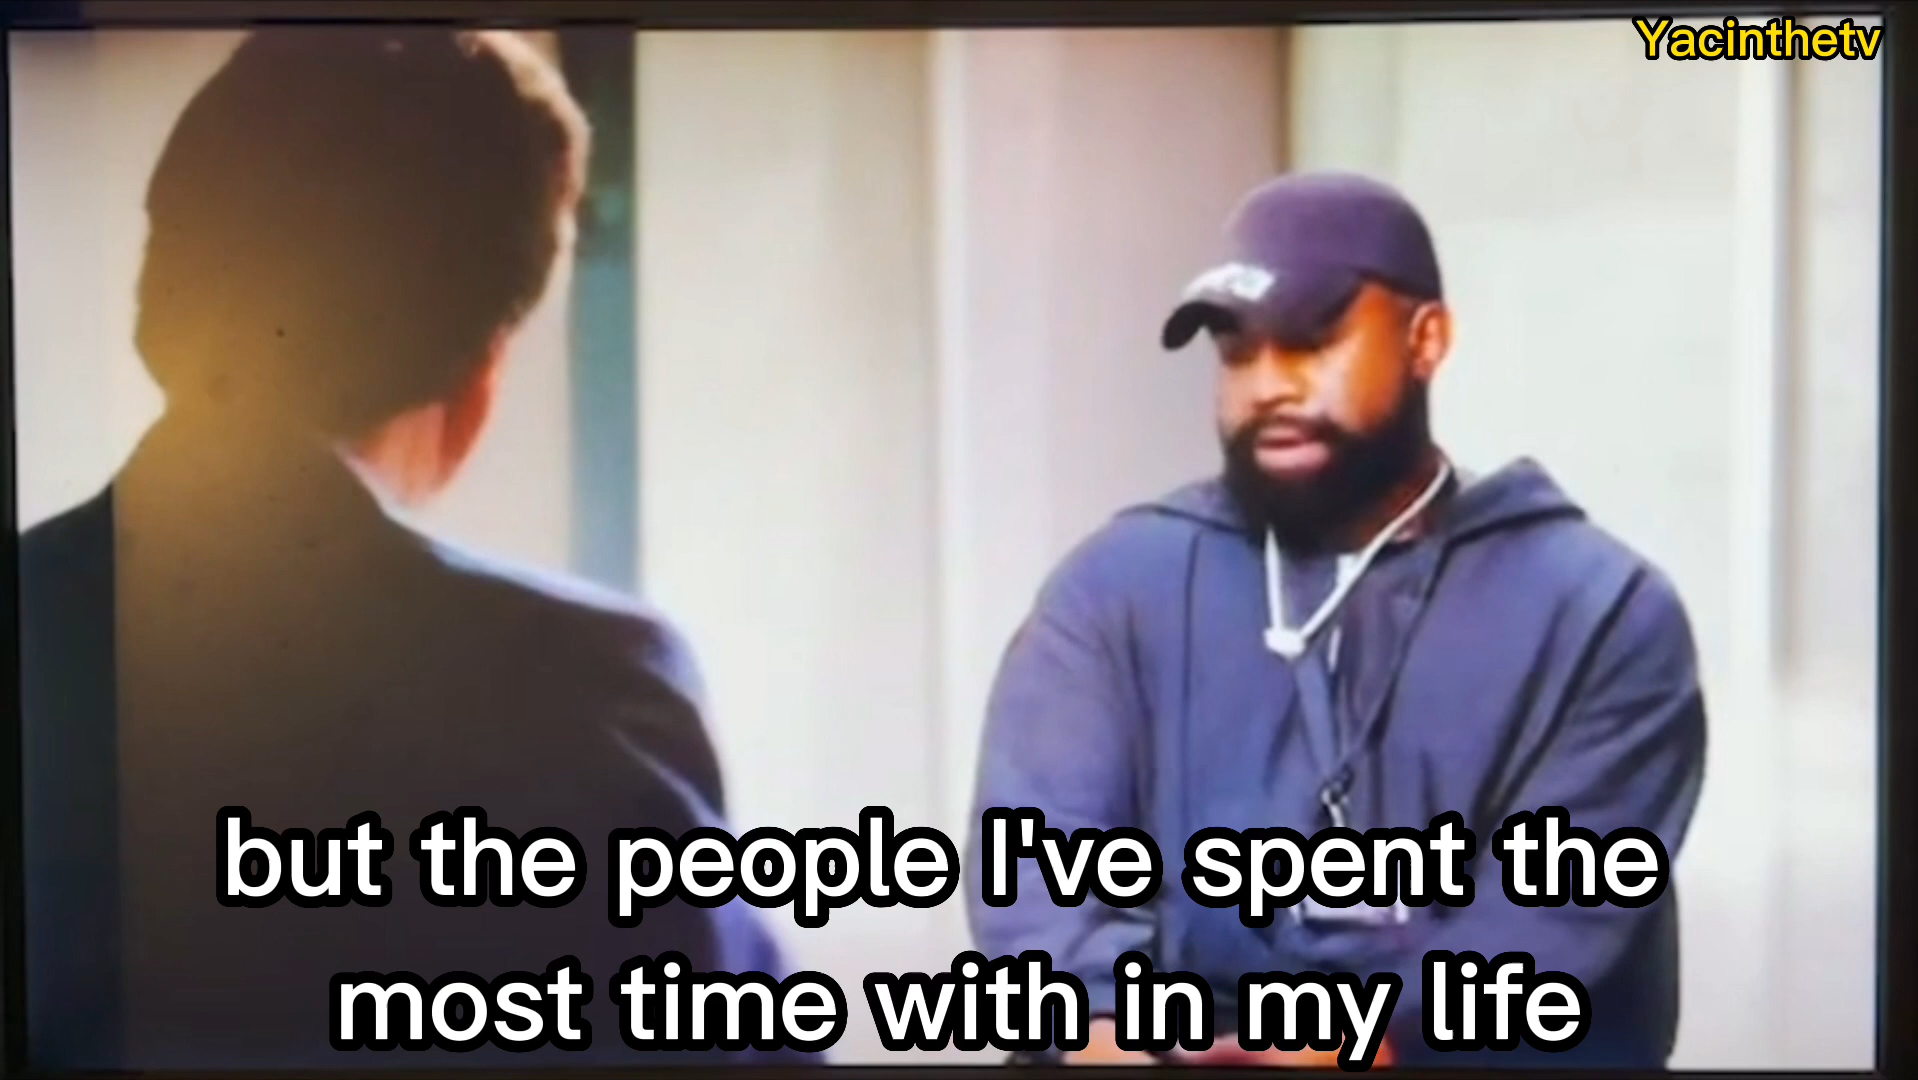 Yacinthetv
but the people I've spent the
most time with in my life